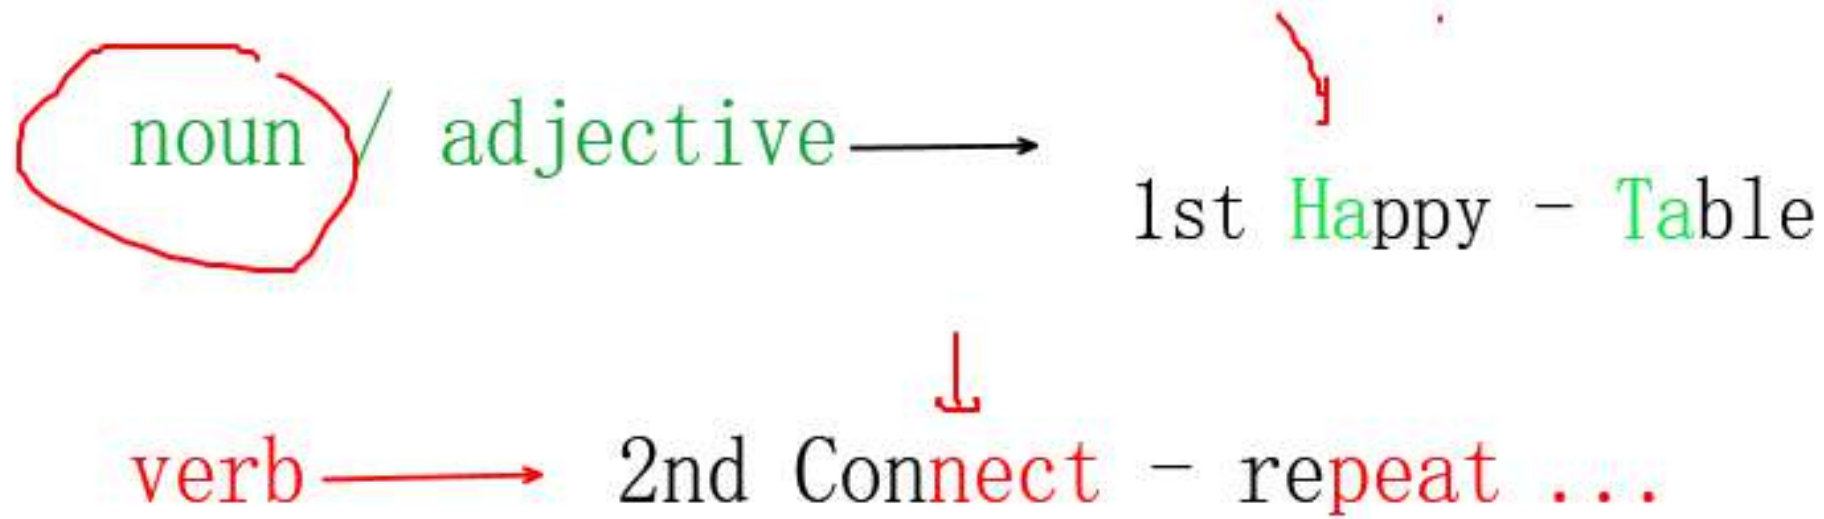 noun / adjective
1st Happy - Table
verb 2nd Connect - repeat ...